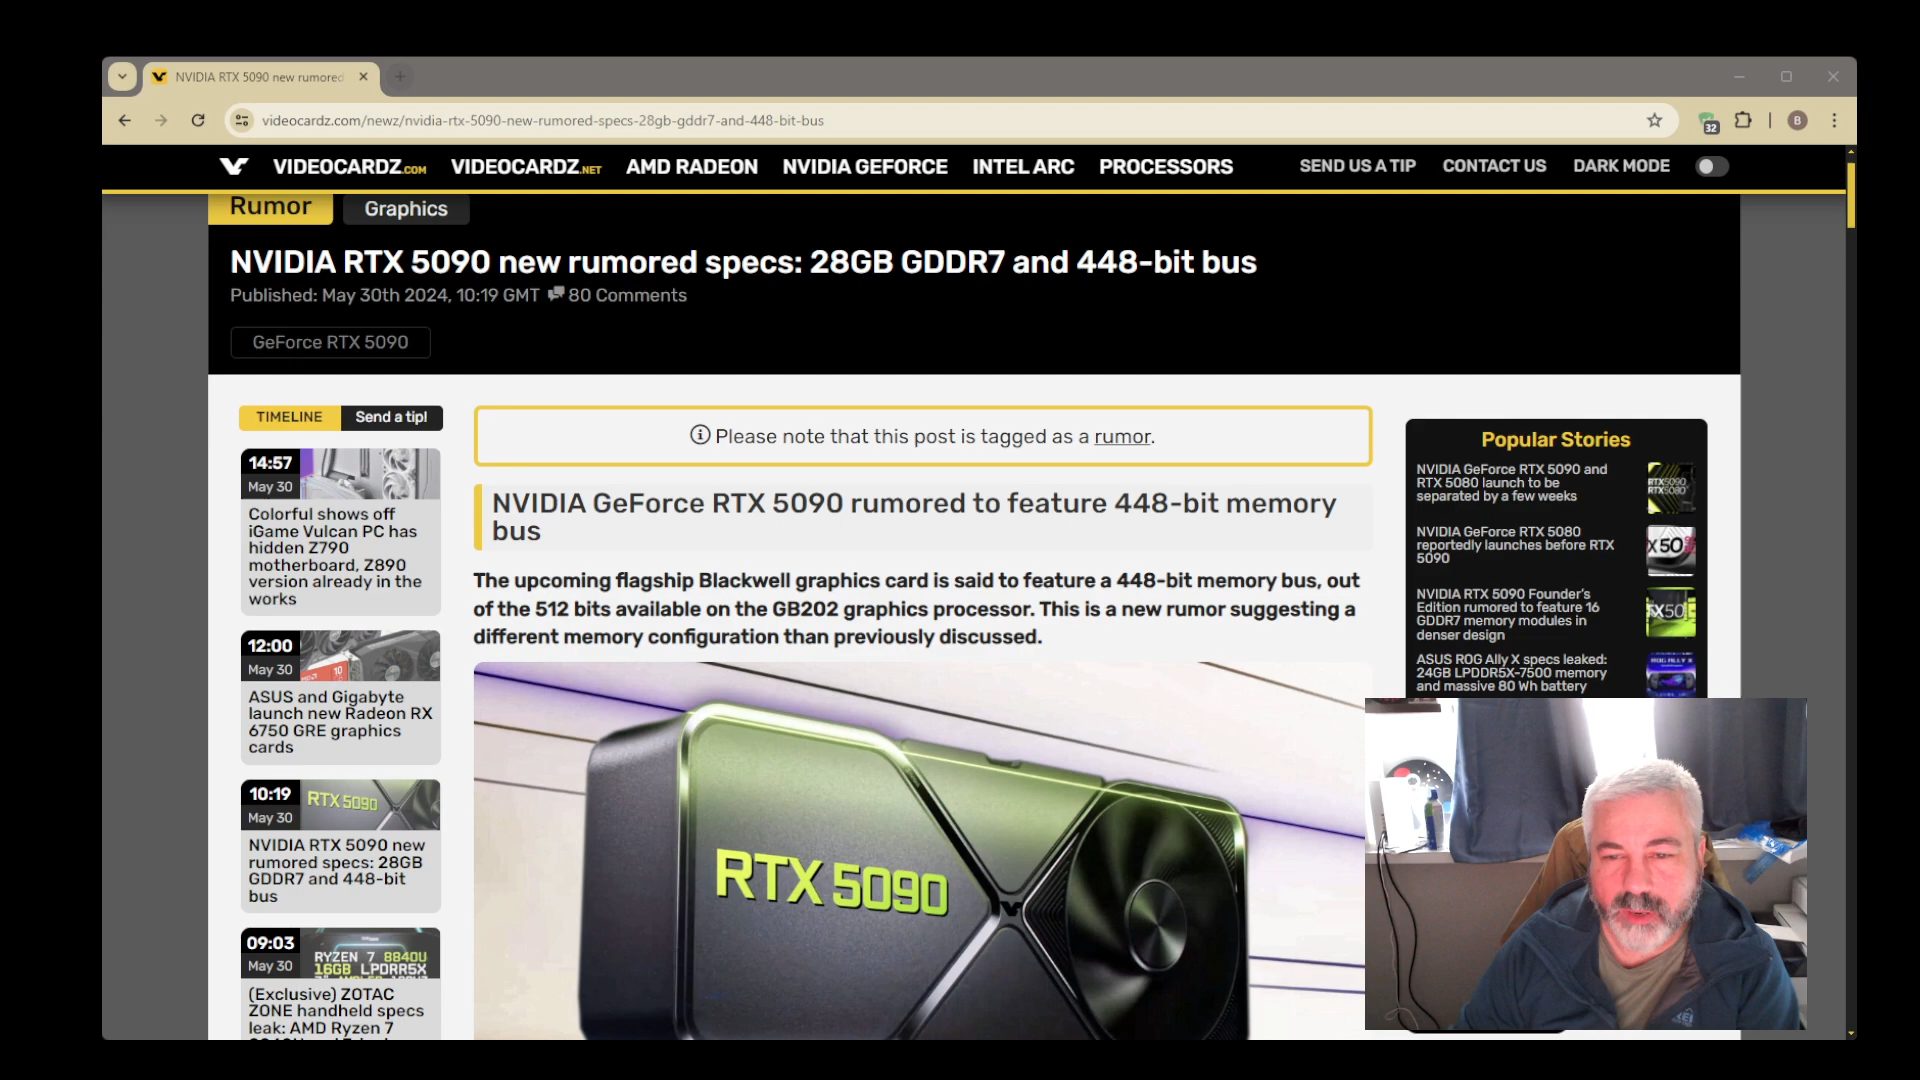 NVIDIA RTX 5090 new rumored
videocardz.com/newz/nvidia-rtx-5090-new-rumored-specs-28gb-gddr7-and-448-bit-bus
32
B
VIDEOCARDZ.COM VIDEOCARDZ.NET AMD RADEON NVIDIA GEFORCE INTEL ARC PROCESSORS SEND US A TIP CONTACT US DARK MODE
Rumor Graphics
NVIDIA RTX 5090 new rumored specs: 28GB GDDR7 and 448-bit bus
Published: May 30th 2024, 10:19 GMT 80 Comments
GeForce RTX 5090
TIMELINE Send a tip!
14:57
May 30
Colorful shows off
iGame Vulcan PC has
hidden Z790
motherboard, Z890
version already in the
works
12:00
May 30
10
ASUS and Gigabyte
launch new Radeon RX
6750 GRE graphics
cards
10:19
May 30
RTX 5090
NVIDIA RTX 5090 new
rumored specs: 28GB
GDDR7 and 448-bit
bus
09:03
May 30
RYZEN 7 8840U
16GB LPDRR5X
(Exclusive) ZOTAC
ZONE handheld specs
leak: AMD Ryzen 7
Please note that this post is tagged as a rumor.
NVIDIA GeForce RTX 5090 rumored to feature 448-bit memory
bus
The upcoming flagship Blackwell graphics card is said to feature a 448-bit memory bus, out
of the 512 bits available on the GB202 graphics processor. This is a new rumor suggesting a
different memory configuration than previously discussed.
RTX 5090
Popular Stories
NVIDIA GeForce RTX 5090 and
RTX 5080 launch to be
separated by a few weeks
RTX5090
RTX5080
NVIDIA GeForce RTX 5080
reportedly launches before RTX
5090
X50
NVIDIA RTX 5090 Founder's
Edition rumored to feature 16
GDDR7 memory modules in
denser design
ASUS ROG Ally X specs leaked:
24GB LPDDR5X-7500 memory
and massive 80 Wh battery
ROG ALLY X